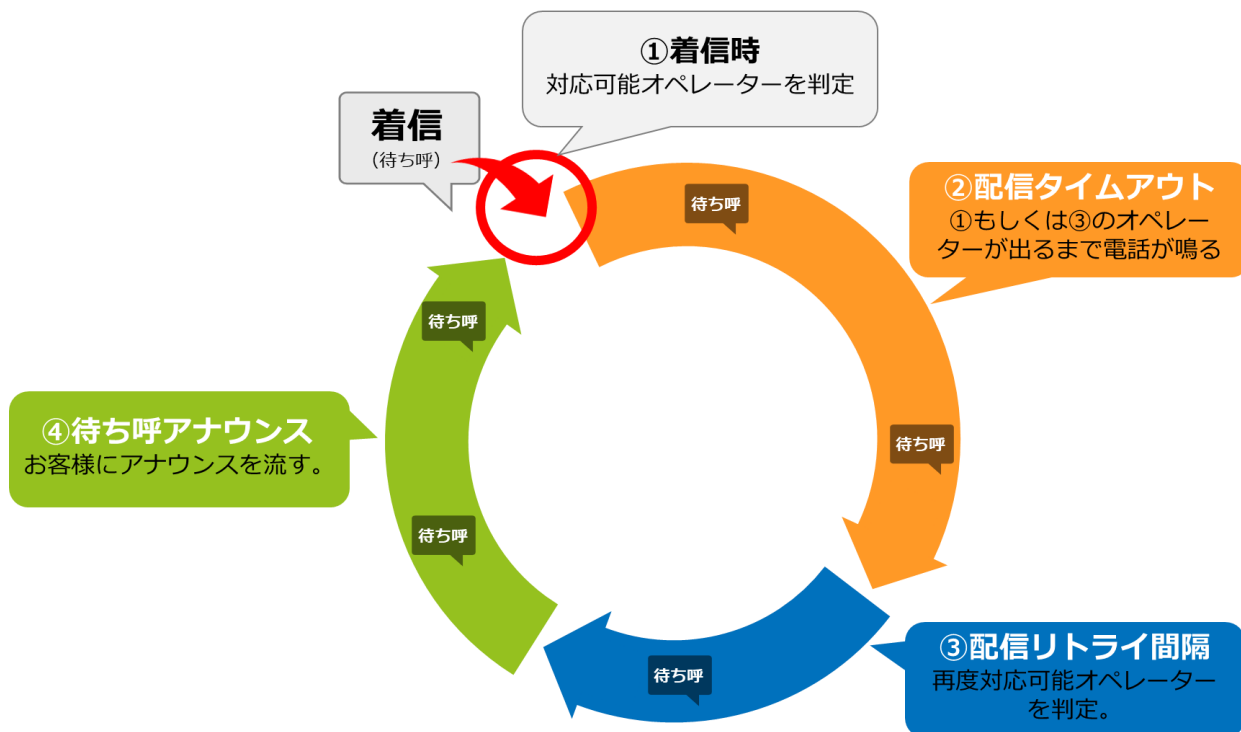 ①着信時
対応可能オペレーターを判定
着信
(待ち呼)
待ち呼
②配信タイムアウト
①もしくは③のオペレー
ターが出るまで電話が鳴る
待ち呼
④待ち呼アナウンス
お客様にアナウンスを流す。
待ち呼
待ち呼
③配信リトライ間隔
再度対応可能オペレーター
を判定。
待ち呼